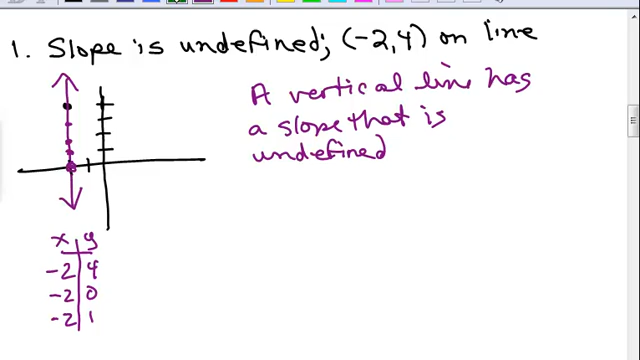 1. Slope is undefined; (-2,4) on line
A vertical line has
a slope that is
undefined
x y
-2 4
-2 0
-2 1